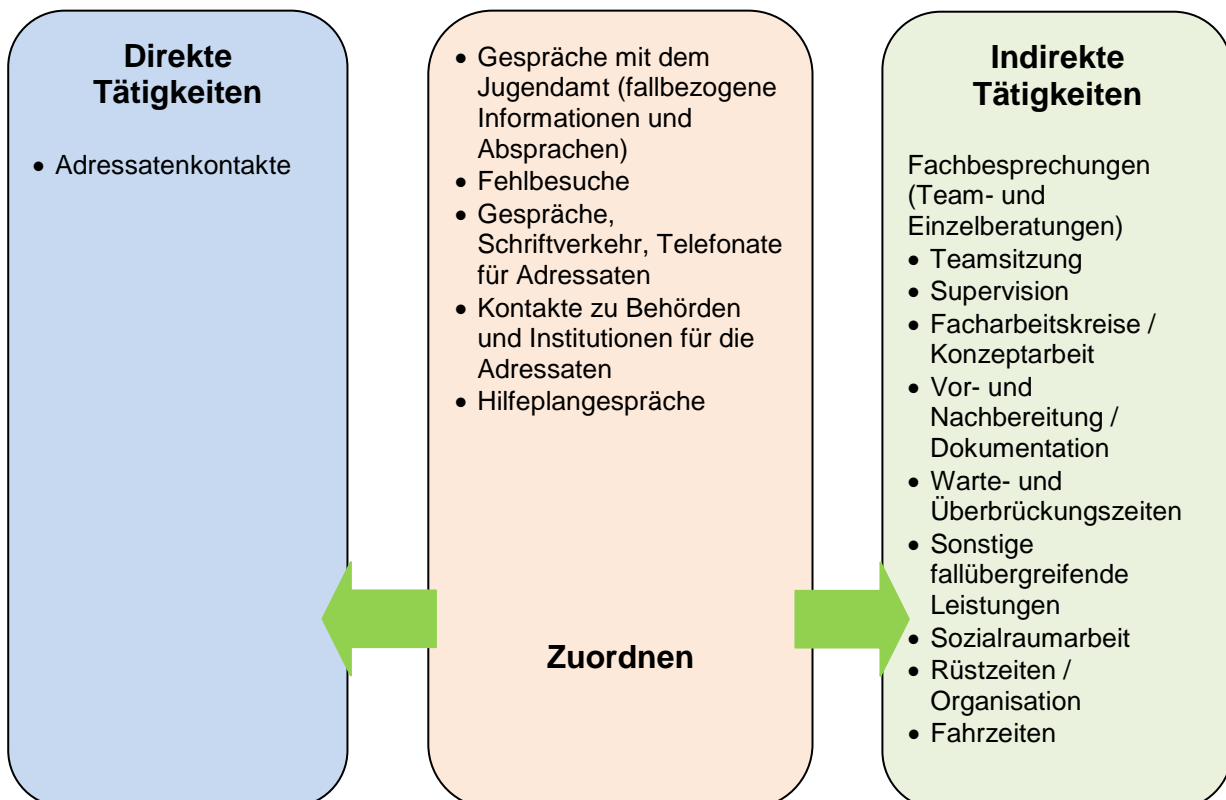 Direkte
Tätigkeiten
• Adressatenkontakte
• Gespräche mit dem
Jugendamt (fallbezogene
Informationen und
Absprachen)
• Fehlbesuche
• Gespräche,
Schriftverkehr, Telefonate
für Adressaten
• Kontakte zu Behörden
und Institutionen für die
Adressaten
• Hilfeplangespräche
Zuordnen
Indirekte
Tätigkeiten
Fachbesprechungen
(Team- und
Einzelberatungen)
• Teamsitzung
• Supervision
• Facharbeitskreise /
Konzeptarbeit
• Vor- und
Nachbereitung /
Dokumentation
• Warte- und
Überbrückungszeiten
• Sonstige
fallübergreifende
Leistungen
• Sozialraumarbeit
• Rüstzeiten /
Organisation
• Fahrzeiten